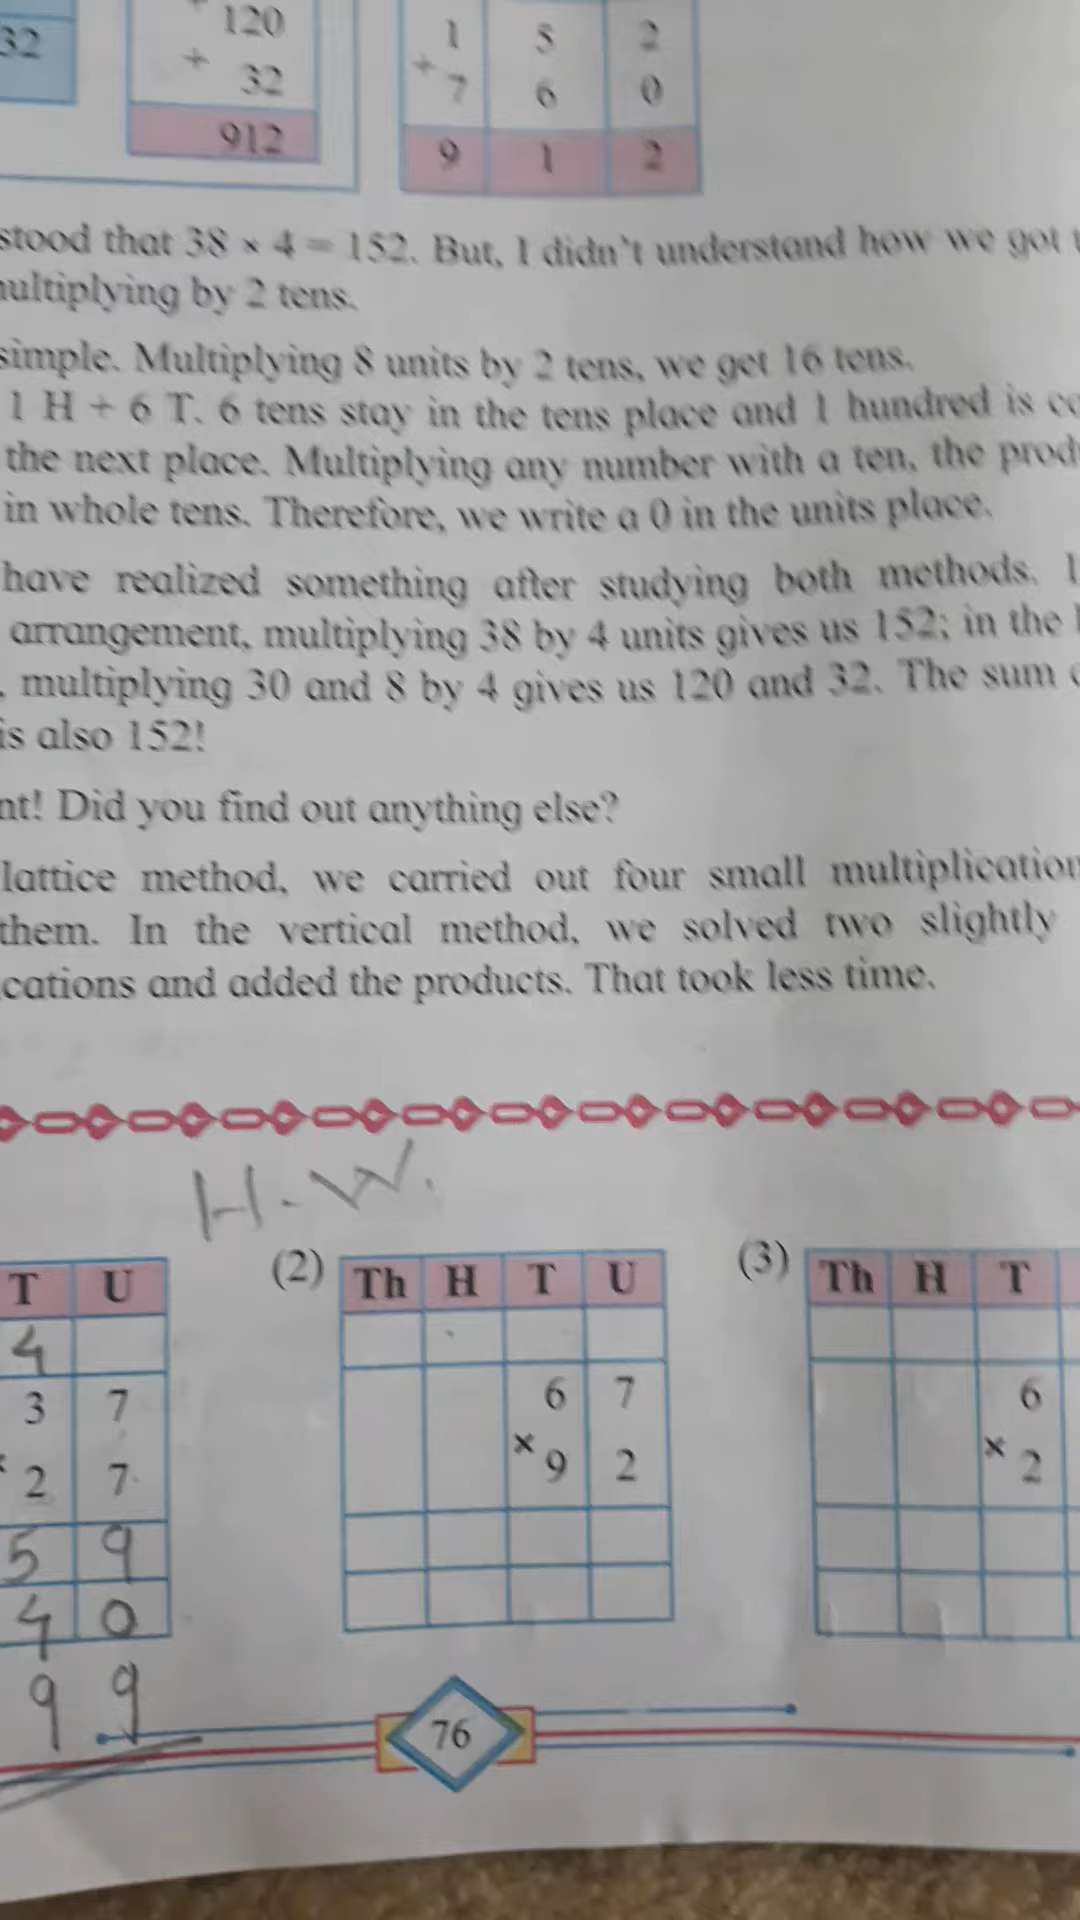 32
120
+ 32
912
1 5 2
+ 7 6 0
9 1 2
stood that 38 × 4 = 152. But, I didn't understand how we got
multiplying by 2 tens.
simple. Multiplying 8 units by 2 tens, we get 16 tens.
1 H + 6 T. 6 tens stay in the tens place and 1 hundred is
the next place. Multiplying any number with a ten, the
in whole tens. Therefore, we write a 0 in the units place.
have realized something after studying both methods.
arrangement, multiplying 38 by 4 units gives us 152; in the
, multiplying 30 and 8 by 4 gives us 120 and 32. The sum
is also 152!
nt! Did you find out anything else?
lattice method, we carried out four small multiplication
them. In the vertical method, we solved two slightly
cations and added the products. That took less time.
H.W.
T U
4
3 7
2 7
5 9
4 0
9 9
(2) Th H T U
6 7
× 9 2
(3) Th H T
6
× 2
76